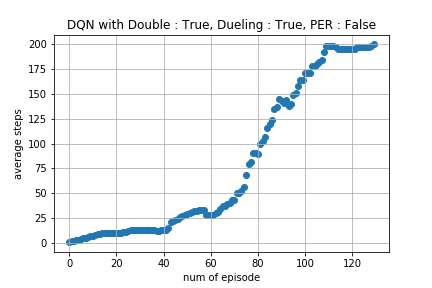 DQN with Double : True, Dueling : True, PER : False
200
175
150
125
100
75
50
25
0
average steps
0 20 40 60 80 100 120
num of episode